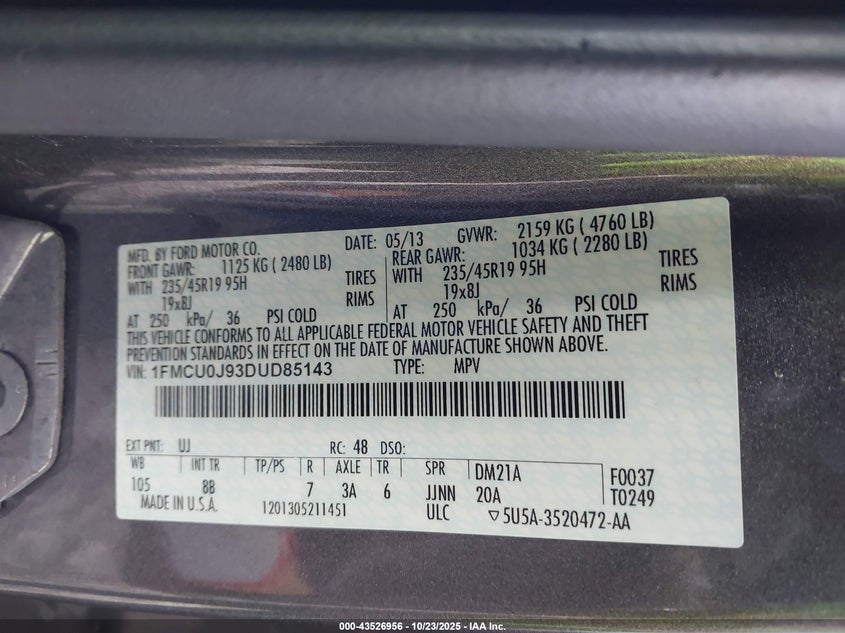 MFD. BY FORD MOTOR CO. DATE: 05/13 GVWR: 2159 KG ( 4760 LB)
FRONT GAWR: 1125 KG ( 2480 LB) REAR GAWR: 1034 KG ( 2280 LB)
WITH 235/45R19 95H TIRES WITH 235/45R19 95H TIRES
19x8J RIMS 19x8J RIMS
AT 250 kPa/ 36 PSI COLD AT 250 kPa/ 36 PSI COLD
THIS VEHICLE CONFORMS TO ALL APPLICABLE FEDERAL MOTOR VEHICLE SAFETY AND THEFT
PREVENTION STANDARDS IN EFFECT ON THE DATE OF MANUFACTURE SHOWN ABOVE.
VIN: 1FMCU0J93DUD85143 TYPE: MPV
EXT PNT: UJ RC: 48 DSO:
WB INT TR TP/PS R AXLE TR SPR DM21A F0037
105 8B 7 3A 6 JJNN 20A T0249
MADE IN U.S.A. 1201305211451 ULC ▽5U5A-3520472-AA
000-43526956 - 10/23/2025 - IAA Inc.